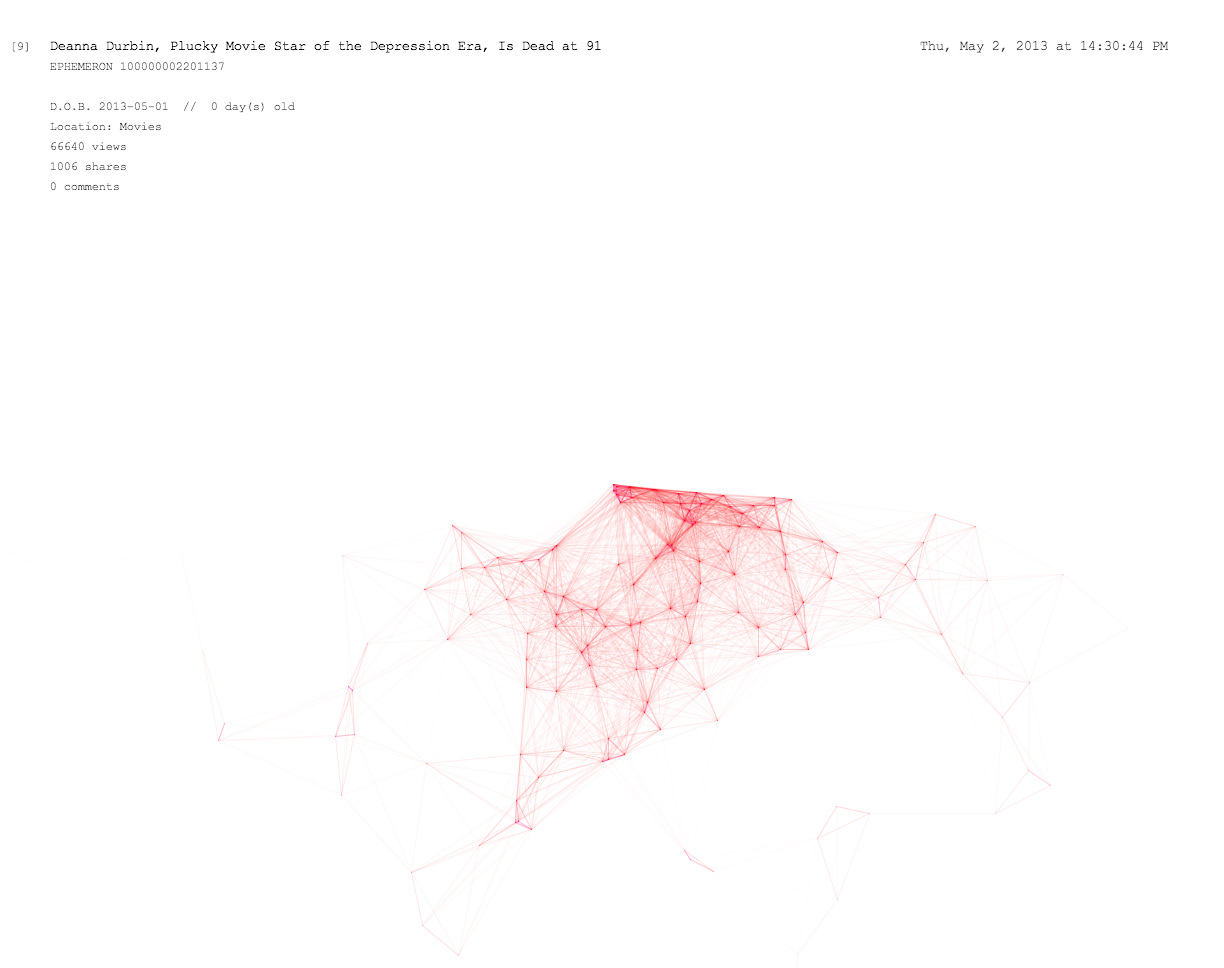 [9] Deanna Durbin, Plucky Movie Star of the Depression Era, Is Dead at 91 Thu, May 2, 2013 at 14:30:44 PM
EPHEMERON 100000002201137
D.O.B. 2013-05-01 // 0 day(s) old
Location: Movies
66640 views
1006 shares
0 comments